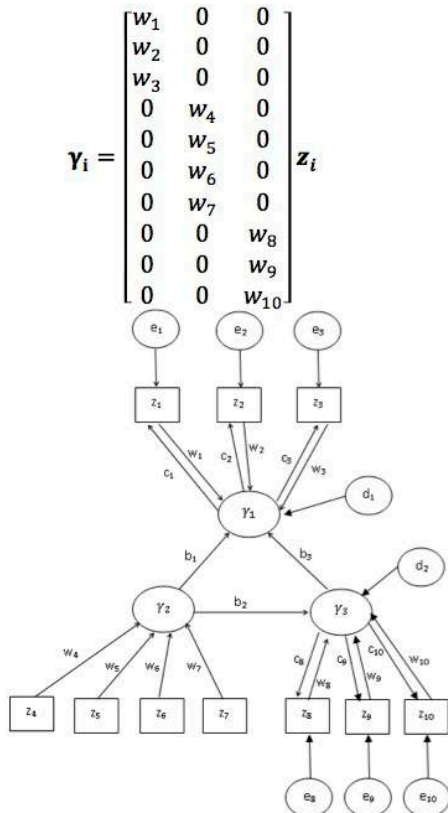 w₁ 0 0
w₂ 0 0
w₃ 0 0
0 w₄ 0
0 w₅ 0
γᵢ = 0 w₆ 0 zᵢ
0 w₇ 0
0 0 w₈
0 0 w₉
0 0 w₁₀
e₁ e₂ e₃
z₁ z₂ z₃
c₁ w₁ c₂ w₂ c₃ w₃
γ₁ d₁
b₁ b₃
d₂
γ₂ b₂ γ₃
w₄ w₅ w₆ w₇ c₈ w₈ c₉ w₉ c₁₀ w₁₀
z₄ z₅ z₆ z₇ z₈ z₉ z₁₀
e₈ e₉ e₁₀